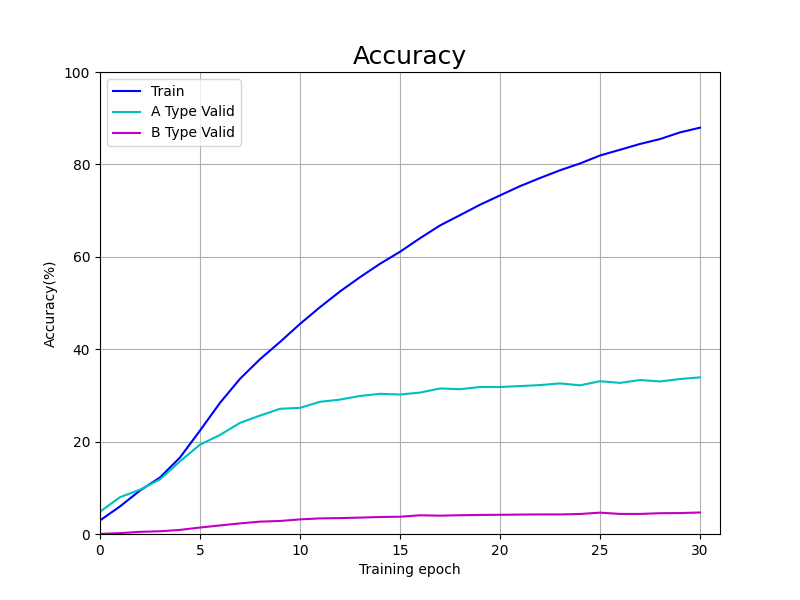 Accuracy
100
80
60
40
20
0
Accuracy(%)
Train
A Type Valid
B Type Valid
0 5 10 15 20 25 30
Training epoch